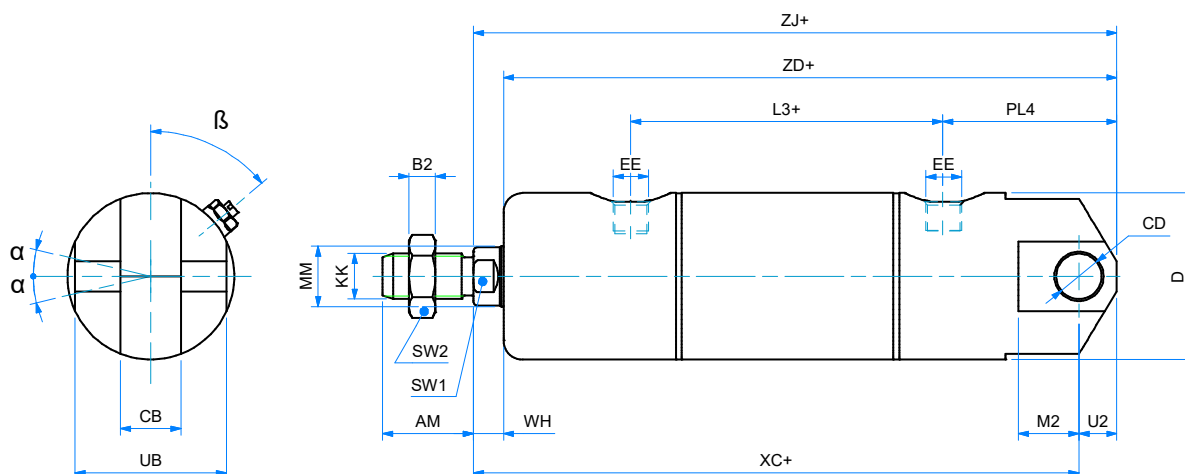 ZJ+
ZD+
ß
L3+
PL4
B2
EE
EE
CD
α
α
MM
KK
D
SW2
SW1
CB
AM
WH
M2
U2
UB
XC+